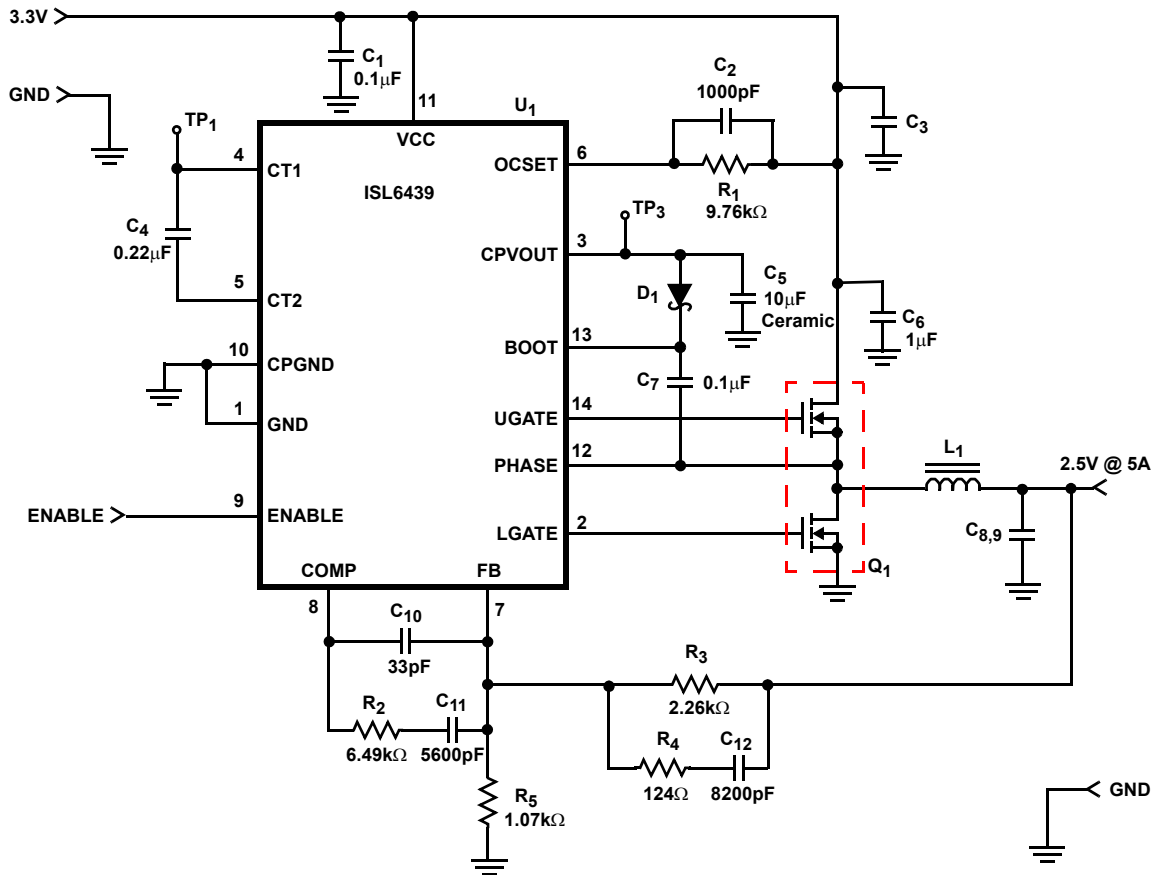 3.3V
C1
0.1μF
GND
TP1
11
U1
VCC
C2
1000pF
C3
4
CT1
ISL6439
OCSET
6
R1
9.76kΩ
C4
0.22μF
TP3
CPVOUT
3
5
CT2
D1
C5
10μF
Ceramic
C6
1μF
10
CPGND
BOOT
13
C7
0.1μF
1
GND
UGATE
14
PHASE
12
L1
2.5V @ 5A
ENABLE
9
ENABLE
LGATE
2
C8,9
Q1
COMP
FB
8
7
C10
33pF
R3
2.26kΩ
R2
6.49kΩ
C11
5600pF
R4
124Ω
C12
8200pF
R5
1.07kΩ
GND